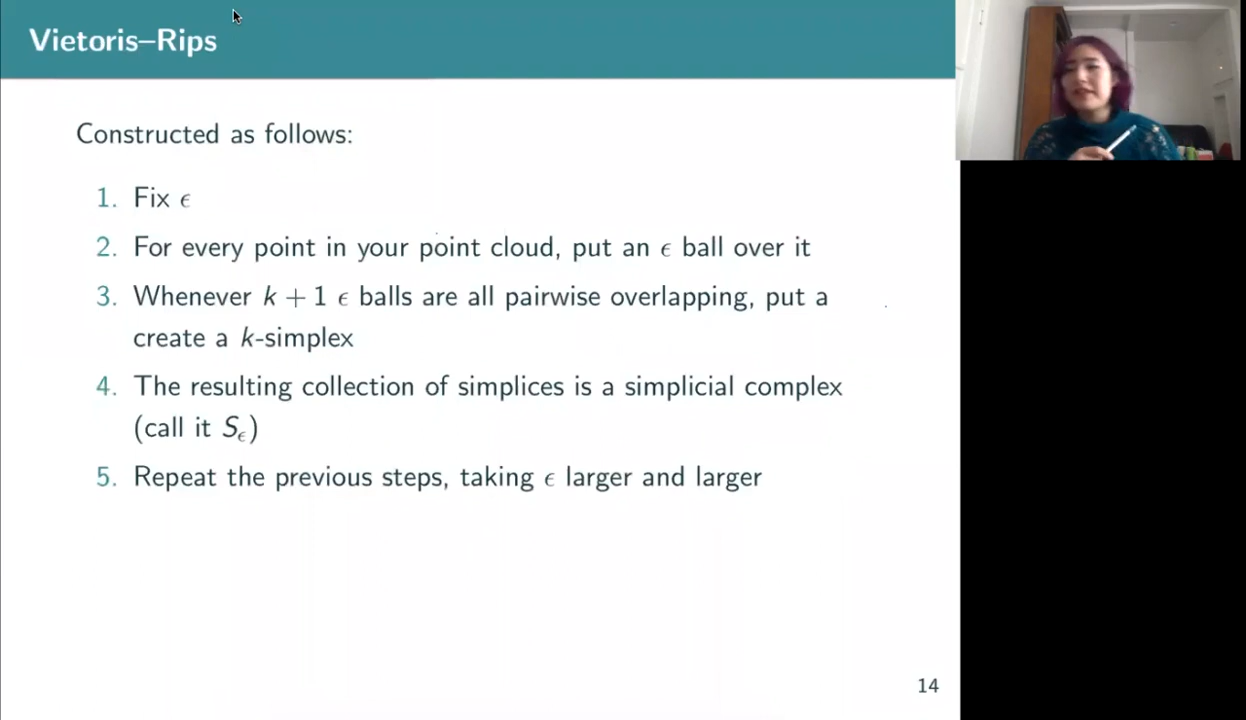 Vietoris–Rips
Constructed as follows:
1. Fix ϵ
2. For every point in your point cloud, put an ϵ ball over it
3. Whenever k + 1 ϵ balls are all pairwise overlapping, put a
create a k-simplex
4. The resulting collection of simplices is a simplicial complex
(call it Sϵ)
5. Repeat the previous steps, taking ϵ larger and larger
14